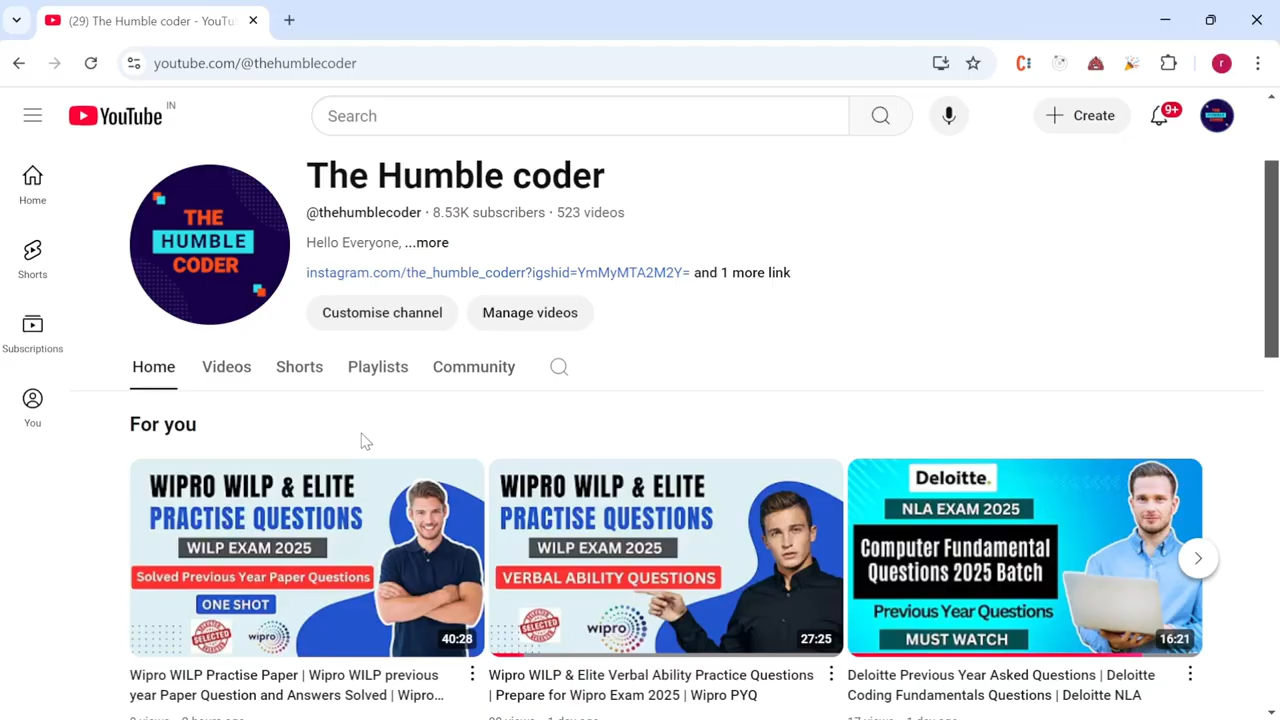 (29) The Humble coder - YouTu
youtube.com/@thehumblecoder
YouTube IN
Search
Create
9+
Home
Shorts
Subscriptions
You
THE
HUMBLE
CODER
The Humble coder
@thehumblecoder · 8.53K subscribers · 523 videos
Hello Everyone, ...more
instagram.com/the_humble_coderr?igshid=YmMyMTA2M2Y= and 1 more link
Customise channel
Manage videos
Home
Videos
Shorts
Playlists
Community
For you
WIPRO WILP & ELITE
PRACTISE QUESTIONS
WILP EXAM 2025
Solved Previous Year Paper Questions
ONE SHOT
SELECTED
wipro
40:28
Wipro WILP Practise Paper | Wipro WILP previous
year Paper Question and Answers Solved | Wipro...
WIPRO WILP & ELITE
PRACTISE QUESTIONS
WILP EXAM 2025
VERBAL ABILITY QUESTIONS
SELECTED
wipro
27:25
Wipro WILP & Elite Verbal Ability Practice Questions
| Prepare for Wipro Exam 2025 | Wipro PYQ
Deloitte.
NLA EXAM 2025
Computer Fundamental
Questions 2025 Batch
Previous Year Questions
MUST WATCH
16:21
Deloitte Previous Year Asked Questions | Deloitte
Coding Fundamentals Questions | Deloitte NLA